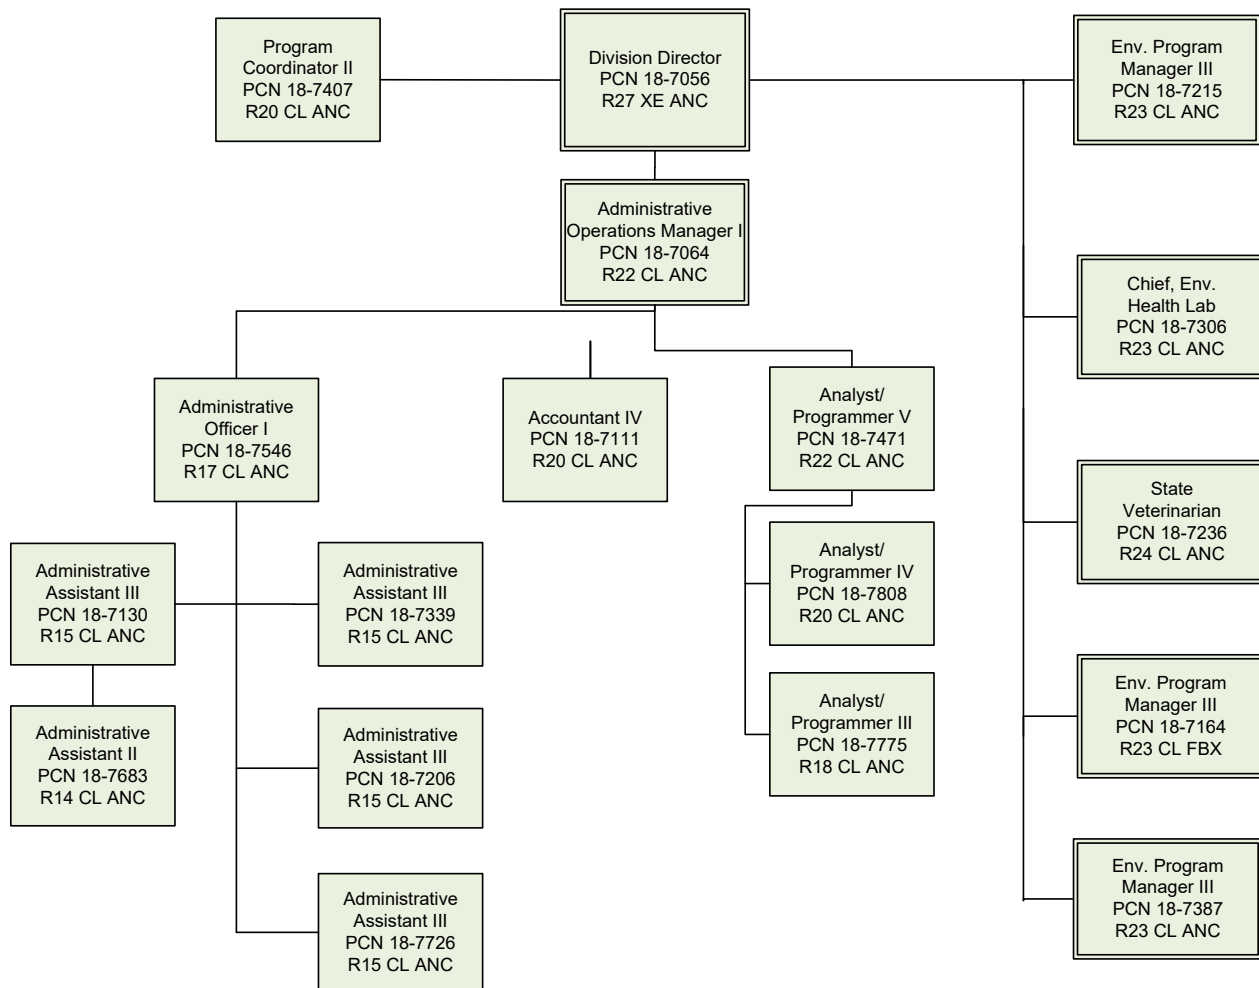 Program
Coordinator II
PCN 18-7407
R20 CL ANC
Division Director
PCN 18-7056
R27 XE ANC
Env. Program
Manager III
PCN 18-7215
R23 CL ANC
Administrative
Operations Manager I
PCN 18-7064
R22 CL ANC
Chief, Env.
Health Lab
PCN 18-7306
R23 CL ANC
Administrative
Officer I
PCN 18-7546
R17 CL ANC
Accountant IV
PCN 18-7111
R20 CL ANC
Analyst/
Programmer V
PCN 18-7471
R22 CL ANC
State
Veterinarian
PCN 18-7236
R24 CL ANC
Administrative
Assistant III
PCN 18-7130
R15 CL ANC
Administrative
Assistant III
PCN 18-7339
R15 CL ANC
Analyst/
Programmer IV
PCN 18-7808
R20 CL ANC
Env. Program
Manager III
PCN 18-7164
R23 CL FBX
Administrative
Assistant II
PCN 18-7683
R14 CL ANC
Administrative
Assistant III
PCN 18-7206
R15 CL ANC
Analyst/
Programmer III
PCN 18-7775
R18 CL ANC
Env. Program
Manager III
PCN 18-7387
R23 CL ANC
Administrative
Assistant III
PCN 18-7726
R15 CL ANC